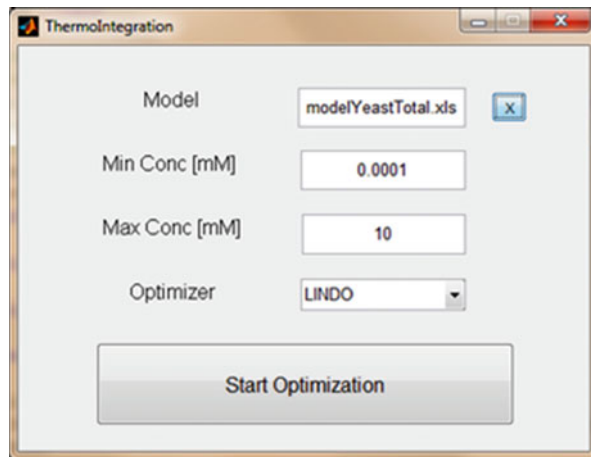 ThermoIntegration
Model modelYeastTotal.xls x
Min Conc [mM] 0.0001
Max Conc [mM] 10
Optimizer LINDO
Start Optimization